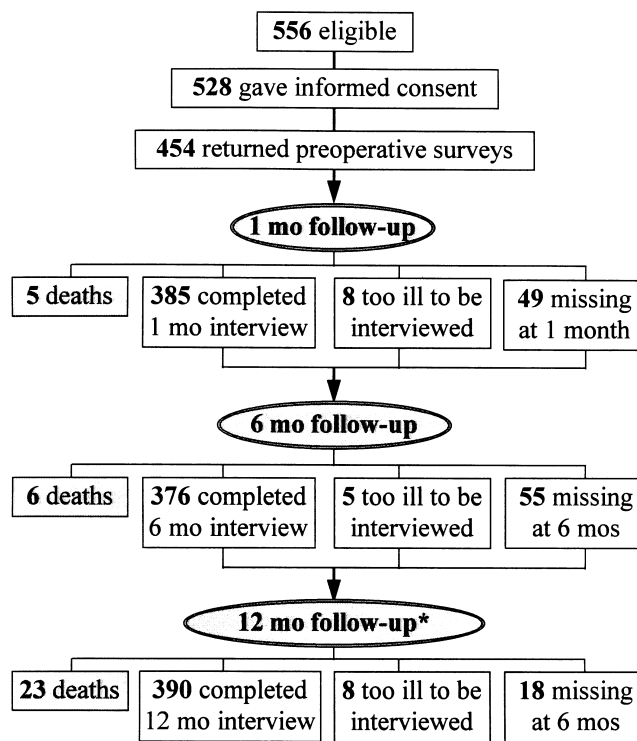 556 eligible
528 gave informed consent
454 returned preoperative surveys
1 mo follow-up
5 deaths
385 completed
1 mo interview
8 too ill to be
interviewed
49 missing
at 1 month
6 mo follow-up
6 deaths
376 completed
6 mo interview
5 too ill to be
interviewed
55 missing
at 6 mos
12 mo follow-up*
23 deaths
390 completed
12 mo interview
8 too ill to be
interviewed
18 missing
at 6 mos